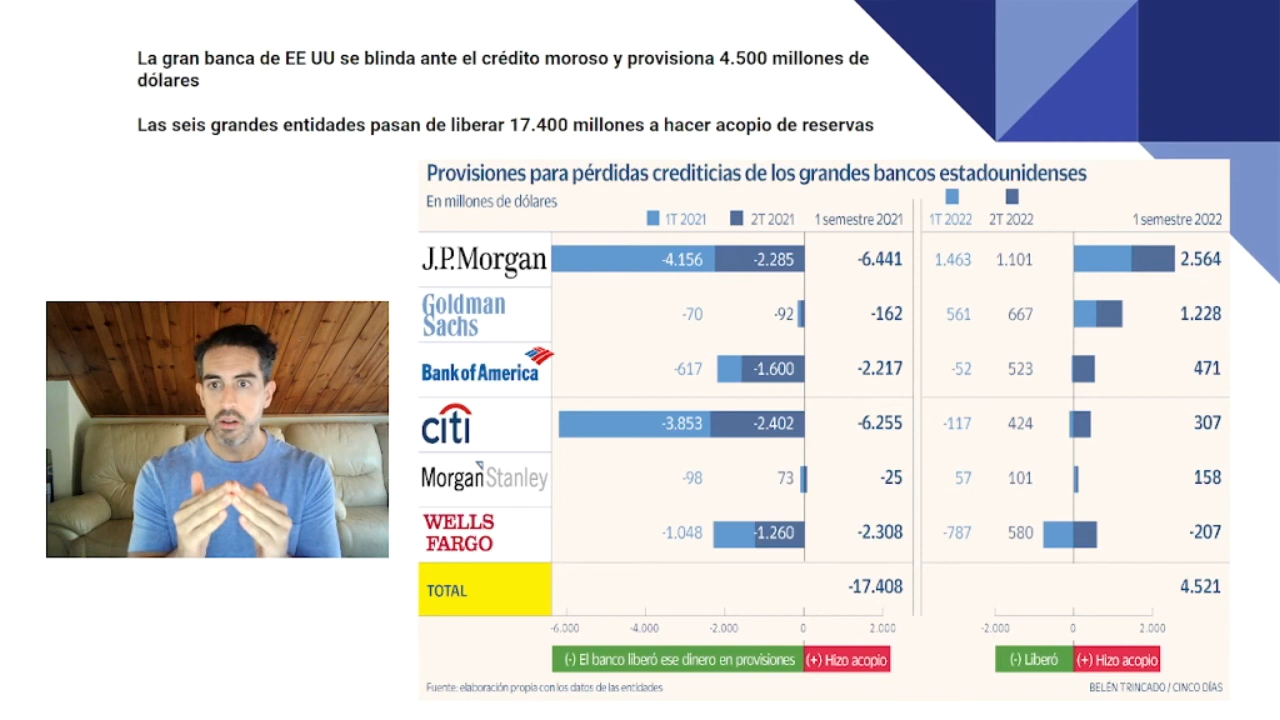 La gran banca de EE UU se blinda ante el crédito moroso y provisiona 4.500 millones de
dólares
Las seis grandes entidades pasan de liberar 17.400 millones a hacer acopio de reservas
Provisiones para pérdidas crediticias de los grandes bancos estadounidenses
En millones de dólares
1T 2021 2T 2021 1 semestre 2021 1T 2022 2T 2022 1 semestre 2022
J.P.Morgan -4.156 -2.285 -6.441 1.463 1.101 2.564
Goldman
Sachs -70 -92 -162 561 667 1.228
Bank of America -617 -1.600 -2.217 -52 523 471
citi -3.853 -2.402 -6.255 -117 424 307
Morgan Stanley -98 73 -25 57 101 158
WELLS
FARGO -1.048 -1.260 -2.308 -787 580 -207
TOTAL -17.408 4.521
-6.000 -4.000 -2.000 0 2.000 -2.000 0 2.000
(-) El banco liberó ese dinero en provisiones (+) Hizo acopio (-) Liberó (+) Hizo acopio
Fuente: elaboración propia con los datos de las entidades BELÉN TRINCADO / CINCO DÍAS